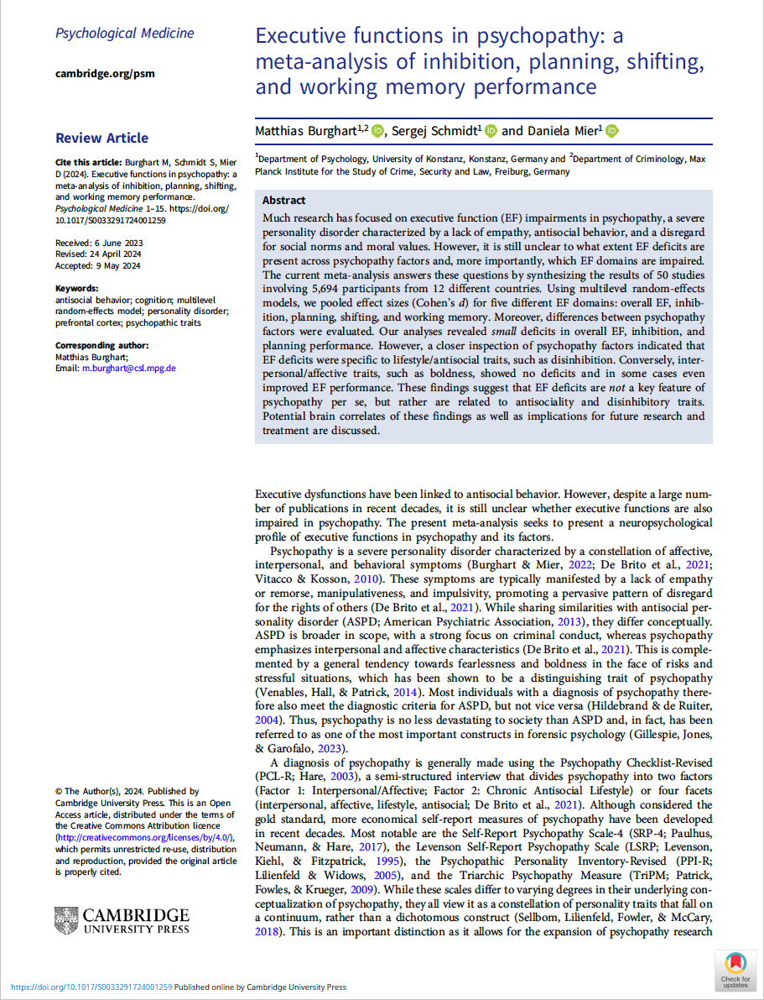 Psychological Medicine
cambridge.org/psm
Review Article
Cite this article: Burghart M, Schmidt S, Mier
D (2024). Executive functions in psychopathy: a
meta-analysis of inhibition, planning, shifting,
and working memory performance.
Psychological Medicine 1–15. https://doi.org/
10.1017/S0033291724001259
Received: 6 June 2023
Revised: 24 April 2024
Accepted: 9 May 2024
Keywords:
antisocial behavior; cognition; multilevel
random-effects model; personality disorder;
prefrontal cortex; psychopathic traits
Corresponding author:
Matthias Burghart;
Email: m.burghart@csl.mpg.de
© The Author(s), 2024. Published by
Cambridge University Press. This is an Open
Access article, distributed under the terms of
the Creative Commons Attribution licence
(http://creativecommons.org/licenses/by/4.0/),
which permits unrestricted re-use, distribution
and reproduction, provided the original article
is properly cited.
CAMBRIDGE
UNIVERSITY PRESS
Executive functions in psychopathy: a
meta-analysis of inhibition, planning, shifting,
and working memory performance
Matthias Burghart1,2 iD, Sergej Schmidt1 iD and Daniela Mier1 iD
1Department of Psychology, University of Konstanz, Konstanz, Germany and 2Department of Criminology, Max
Planck Institute for the Study of Crime, Security and Law, Freiburg, Germany
Abstract
Much research has focused on executive function (EF) impairments in psychopathy, a severe
personality disorder characterized by a lack of empathy, antisocial behavior, and a disregard
for social norms and moral values. However, it is still unclear to what extent EF deficits are
present across psychopathy factors and, more importantly, which EF domains are impaired.
The current meta-analysis answers these questions by synthesizing the results of 50 studies
involving 5,694 participants from 12 different countries. Using multilevel random-effects
models, we pooled effect sizes (Cohen's d) for five different EF domains: overall EF, inhib-
ition, planning, shifting, and working memory. Moreover, differences between psychopathy
factors were evaluated. Our analyses revealed small deficits in overall EF, inhibition, and
planning performance. However, a closer inspection of psychopathy factors indicated that
EF deficits were specific to lifestyle/antisocial traits, such as disinhibition. Conversely, inter-
personal/affective traits, such as boldness, showed no deficits and in some cases even
improved EF performance. These findings suggest that EF deficits are not a key feature of
psychopathy per se, but rather are related to antisociality and disinhibitory traits.
Potential brain correlates of these findings as well as implications for future research and
treatment are discussed.
Executive dysfunctions have been linked to antisocial behavior. However, despite a large num-
ber of publications in recent decades, it is still unclear whether executive functions are also
impaired in psychopathy. The present meta-analysis seeks to present a neuropsychological
profile of executive functions in psychopathy and its factors.
Psychopathy is a severe personality disorder characterized by a constellation of affective,
interpersonal, and behavioral symptoms (Burghart & Mier, 2022; De Brito et al., 2021;
Vitacco & Kosson, 2010). These symptoms are typically manifested by a lack of empathy
or remorse, manipulativeness, and impulsivity, promoting a pervasive pattern of disregard
for the rights of others (De Brito et al., 2021). While sharing similarities with antisocial per-
sonality disorder (ASPD; American Psychiatric Association, 2013), they differ conceptually.
ASPD is broader in scope, with a strong focus on criminal conduct, whereas psychopathy
emphasizes interpersonal and affective characteristics (De Brito et al., 2021). This is comple-
mented by a general tendency towards fearlessness and boldness in the face of risks and
stressful situations, which has been shown to be a distinguishing trait of psychopathy
(Venables, Hall, & Patrick, 2014). Most individuals with a diagnosis of psychopathy there-
fore also meet the diagnostic criteria for ASPD, but not vice versa (Hildebrand & de Ruiter,
2004). Thus, psychopathy is no less devastating to society than ASPD and, in fact, has been
referred to as one of the most important constructs in forensic psychology (Gillespie, Jones,
& Garofalo, 2023).
A diagnosis of psychopathy is generally made using the Psychopathy Checklist-Revised
(PCL-R; Hare, 2003), a semi-structured interview that divides psychopathy into two factors
(Factor 1: Interpersonal/Affective; Factor 2: Chronic Antisocial Lifestyle) or four facets
(interpersonal, affective, lifestyle, antisocial; De Brito et al., 2021). Although considered the
gold standard, more economical self-report measures of psychopathy have been developed
in recent decades. Most notable are the Self-Report Psychopathy Scale-4 (SRP-4; Paulhus,
Neumann, & Hare, 2017), the Levenson Self-Report Psychopathy Scale (LSRP; Levenson,
Kiehl, & Fitzpatrick, 1995), the Psychopathic Personality Inventory-Revised (PPI-R;
Lilienfeld & Widows, 2005), and the Triarchic Psychopathy Measure (TriPM; Patrick,
Fowles, & Krueger, 2009). While these scales differ to varying degrees in their underlying con-
ceptualization of psychopathy, they all view it as a constellation of personality traits that fall on
a continuum, rather than a dichotomous construct (Sellbom, Lilienfeld, Fowler, & McCary,
2018). This is an important distinction as it allows for the expansion of psychopathy research
Check for
updates
https://doi.org/10.1017/S0033291724001259 Published online by Cambridge University Press